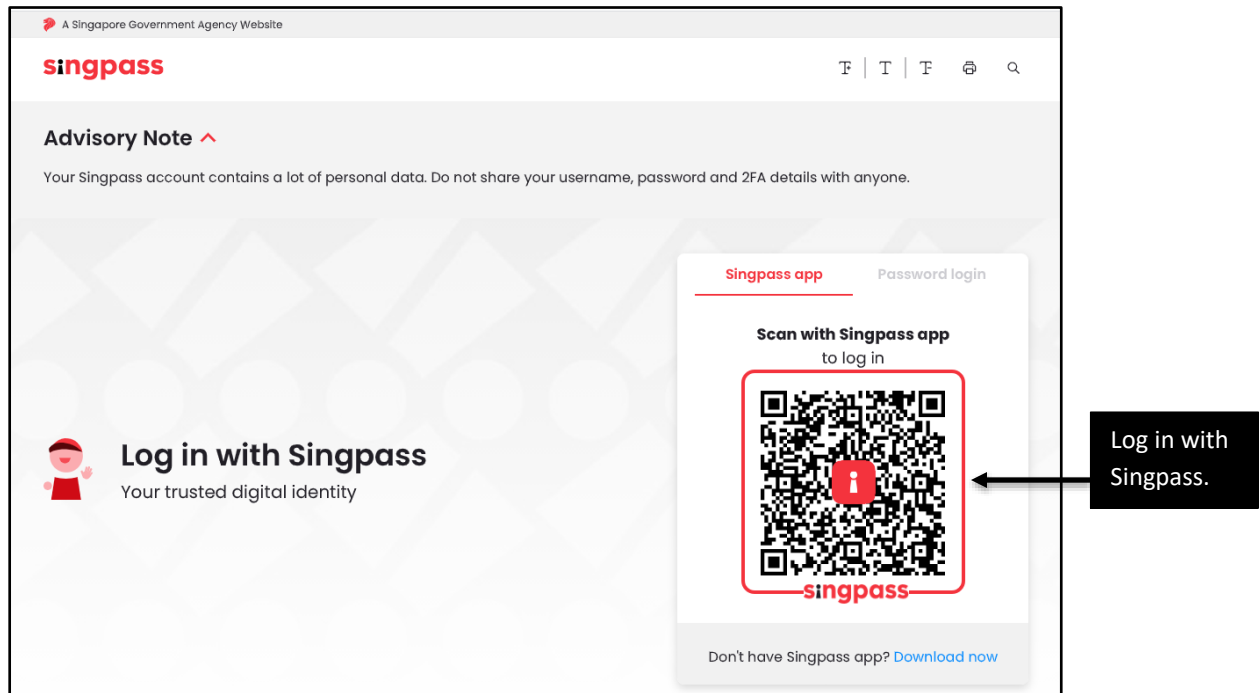 A Singapore Government Agency Website
singpass
T+ | T | T-
Advisory Note
Your Singpass account contains a lot of personal data. Do not share your username, password and 2FA details with anyone.
Singpass app Password login
Scan with Singpass app
to log in
Log in with Singpass
Your trusted digital identity
singpass
Don't have Singpass app? Download now
Log in with
Singpass.